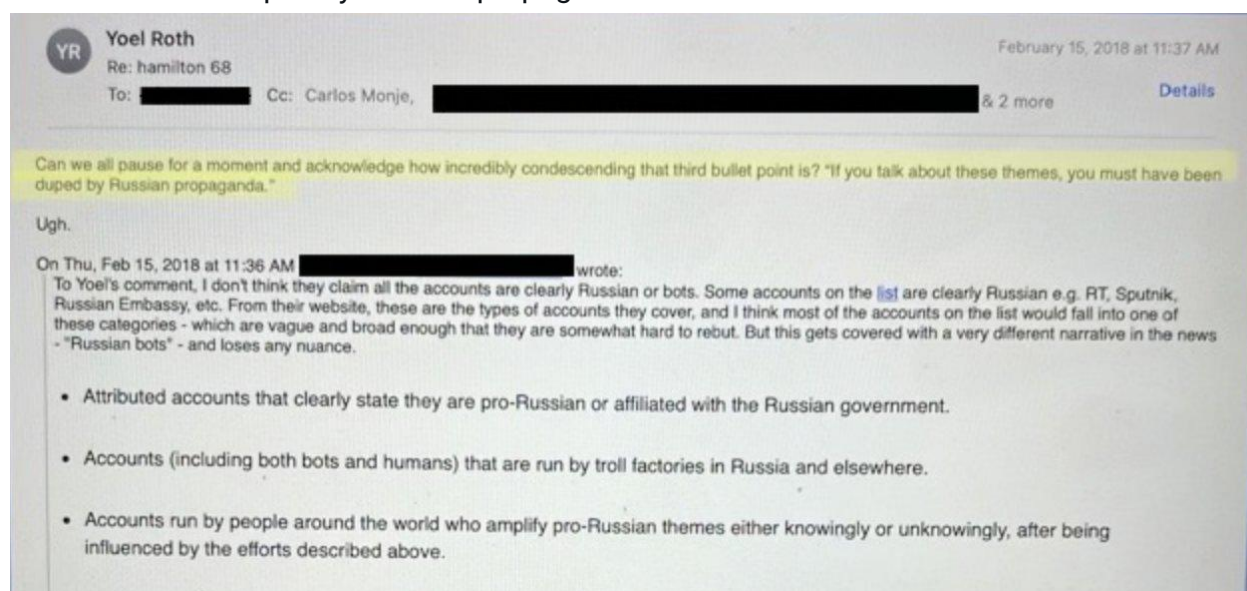 YR
Yoel Roth
February 15, 2018 at 11:37 AM
Re: hamilton 68
To: Cc: Carlos Monje, & 2 more Details
Can we all pause for a moment and acknowledge how incredibly condescending that third bullet point is? "If you talk about these themes, you must have been
duped by Russian propaganda."
Ugh.
On Thu, Feb 15, 2018 at 11:36 AM wrote:
To Yoel's comment, I don't think they claim all the accounts are clearly Russian or bots. Some accounts on the list are clearly Russian e.g. RT, Sputnik,
Russian Embassy, etc. From their website, these are the types of accounts they cover, and I think most of the accounts on the list would fall into one of
these categories - which are vague and broad enough that they are somewhat hard to rebut. But this gets covered with a very different narrative in the news
- "Russian bots" - and loses any nuance.
• Attributed accounts that clearly state they are pro-Russian or affiliated with the Russian government.
• Accounts (including both bots and humans) that are run by troll factories in Russia and elsewhere.
• Accounts run by people around the world who amplify pro-Russian themes either knowingly or unknowingly, after being
influenced by the efforts described above.